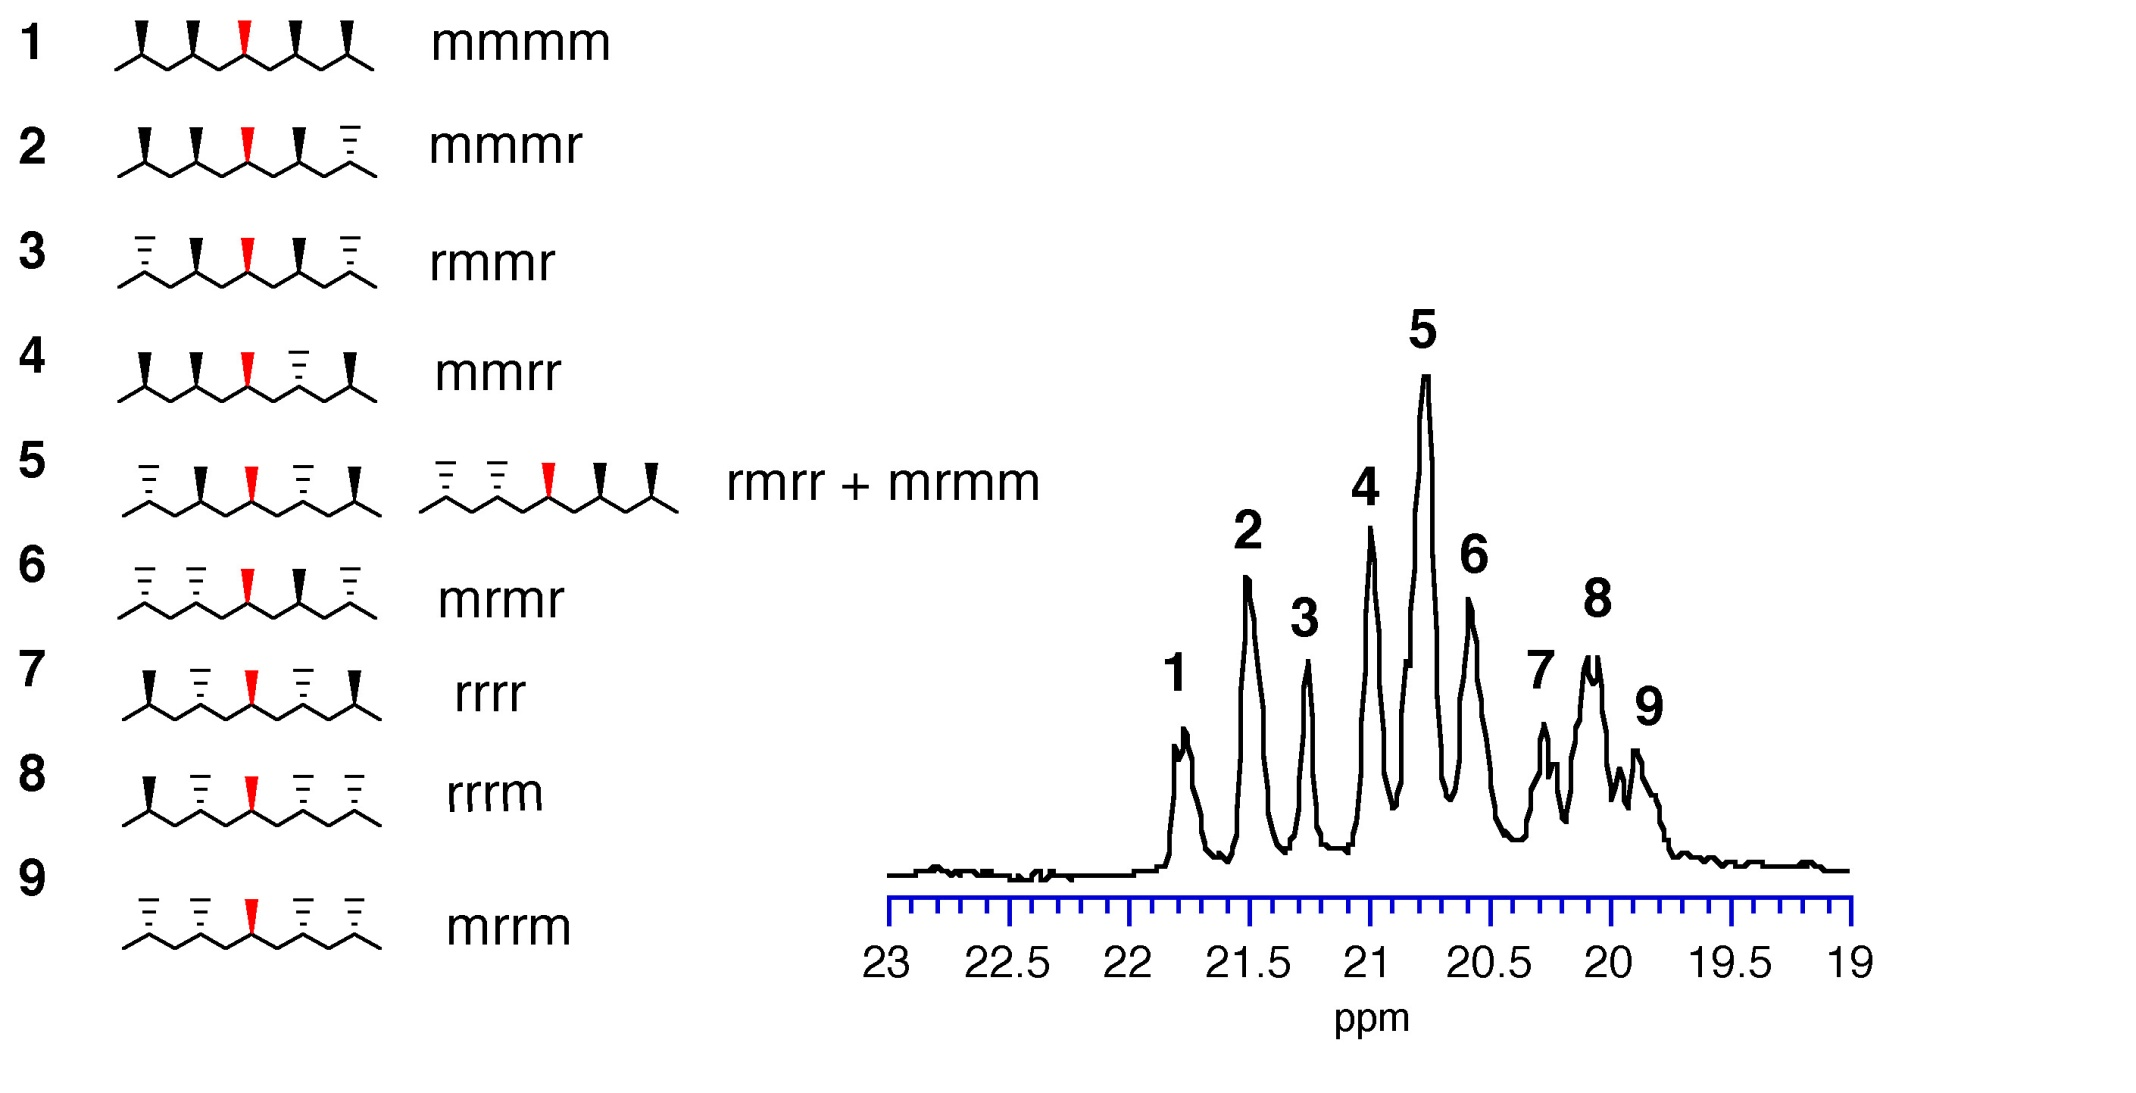 1 mmmm
2 mmmr
3 rmmr
4 mmrr
5 rmrr + mrmm
6 mrmr
7 rrrr
8 rrrm
9 mrrm
5
4
2
6
8
3
1
7
9
23 22.5 22 21.5 21 20.5 20 19.5 19
ppm